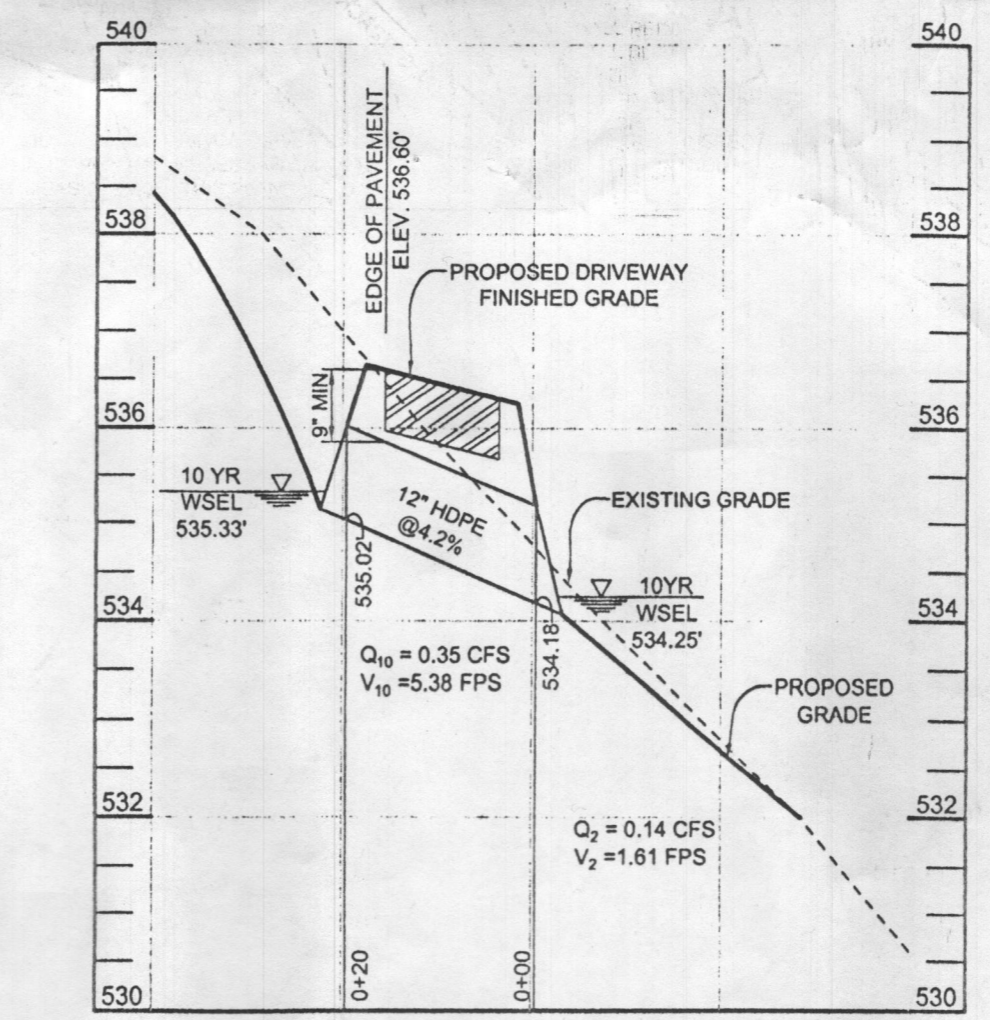 540
540
EDGE OF PAVEMENT
ELEV. 536.60'
538
538
PROPOSED DRIVEWAY
FINISHED GRADE
9" MIN
536
536
10 YR
WSEL
535.33'
12" HDPE
@4.2%
EXISTING GRADE
535.02
10YR
WSEL
534.25'
534
534
534.18
Q10 = 0.35 CFS
V10 =5.38 FPS
PROPOSED
GRADE
532
532
Q2 = 0.14 CFS
V2 =1.61 FPS
0+20
0+00
530
530